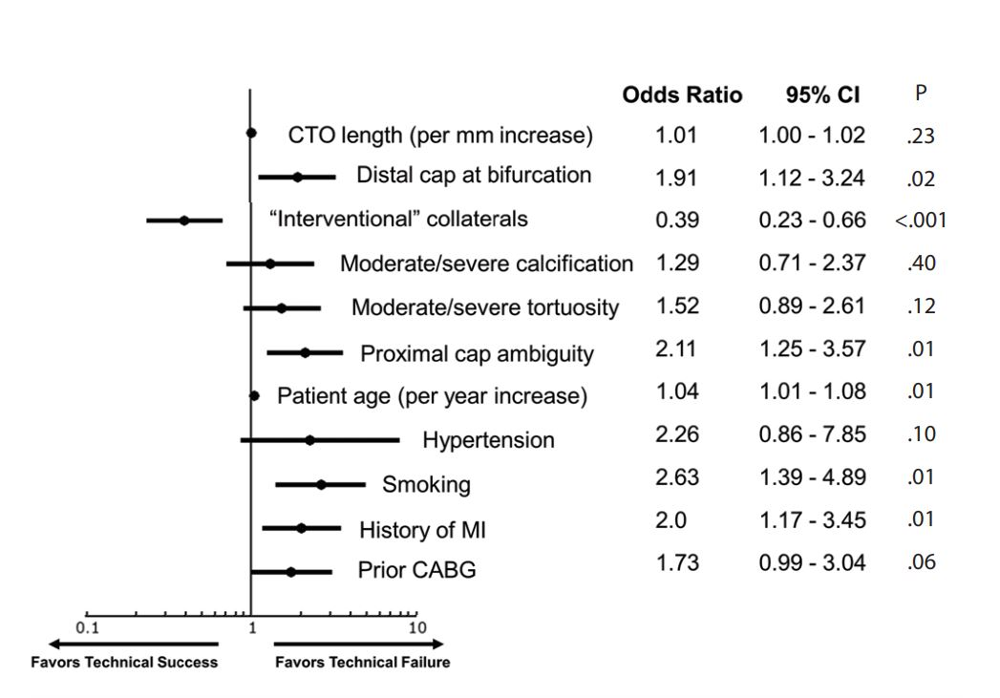 Odds Ratio 95% CI P
CTO length (per mm increase) 1.01 1.00 - 1.02 .23
Distal cap at bifurcation 1.91 1.12 - 3.24 .02
“Interventional” collaterals 0.39 0.23 - 0.66 <.001
Moderate/severe calcification 1.29 0.71 - 2.37 .40
Moderate/severe tortuosity 1.52 0.89 - 2.61 .12
Proximal cap ambiguity 2.11 1.25 - 3.57 .01
Patient age (per year increase) 1.04 1.01 - 1.08 .01
Hypertension 2.26 0.86 - 7.85 .10
Smoking 2.63 1.39 - 4.89 .01
History of MI 2.0 1.17 - 3.45 .01
Prior CABG 1.73 0.99 - 3.04 .06
0.1 1 10
Favors Technical Success Favors Technical Failure